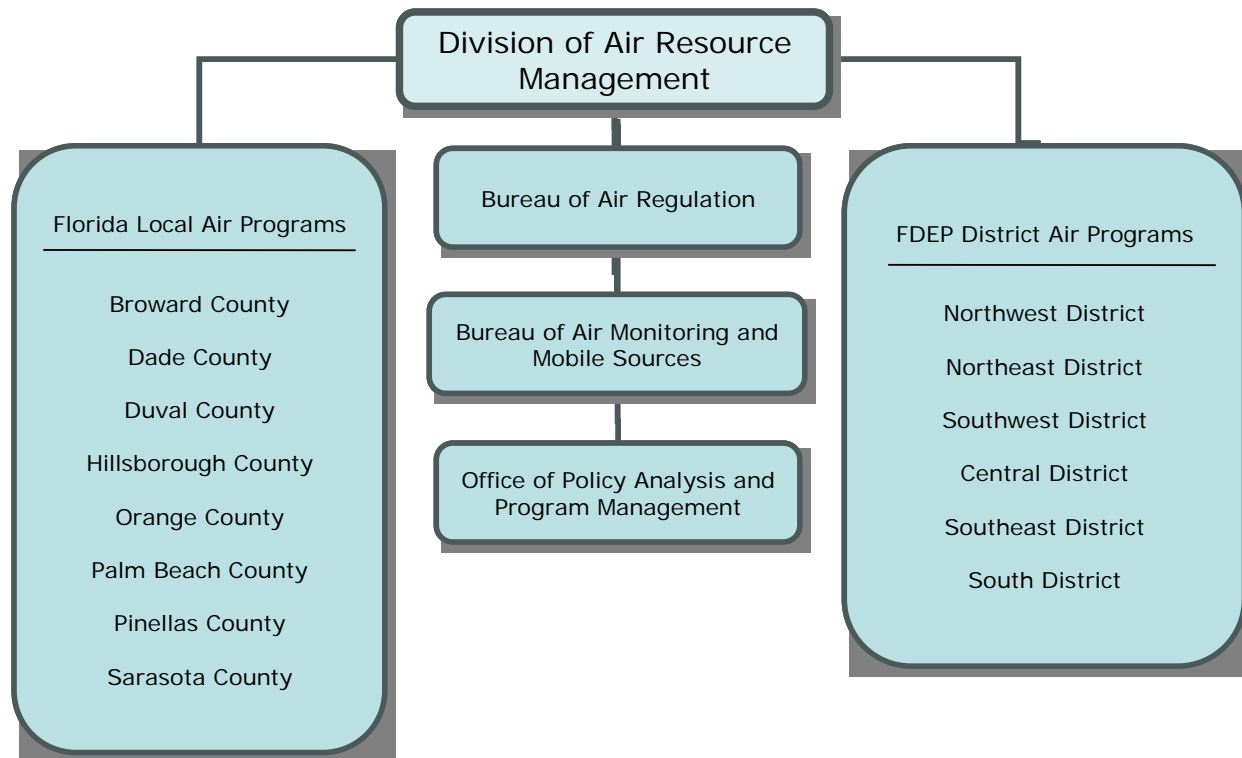 Division of Air Resource
Management
Florida Local Air Programs
Broward County
Dade County
Duval County
Hillsborough County
Orange County
Palm Beach County
Pinellas County
Sarasota County
Bureau of Air Regulation
Bureau of Air Monitoring and
Mobile Sources
Office of Policy Analysis and
Program Management
FDEP District Air Programs
Northwest District
Northeast District
Southwest District
Central District
Southeast District
South District